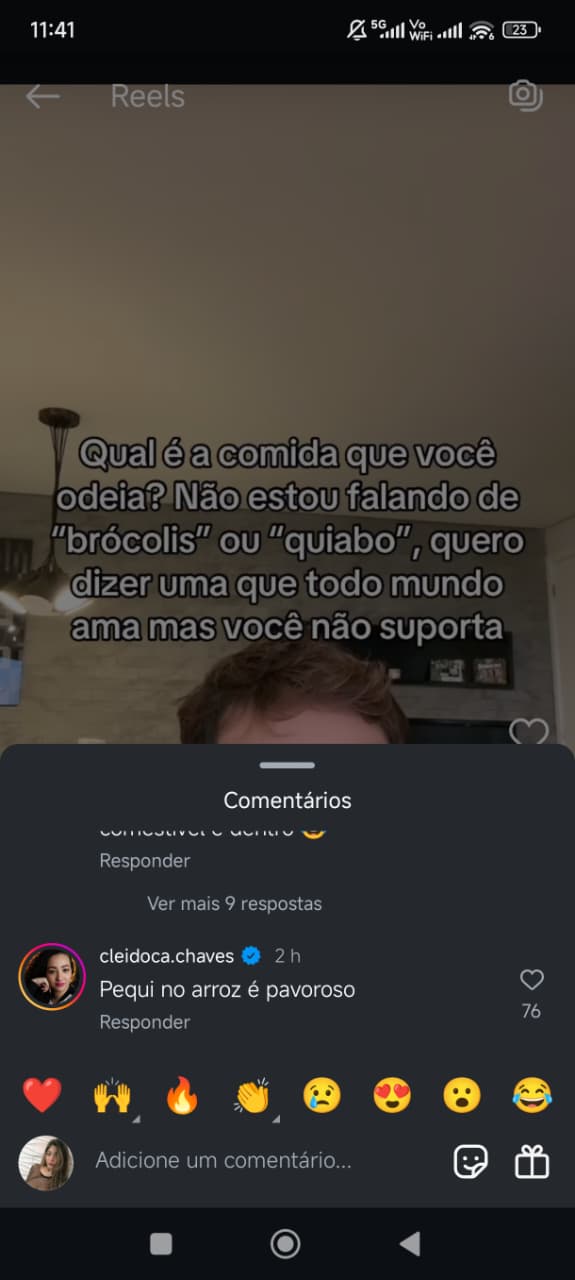 11:41
5G
Vo
WiFi
6
23
Reels
Qual é a comida que você
odeia? Não estou falando de
“brócolis” ou “quiabo”, quero
dizer uma que todo mundo
ama mas você não suporta
Comentários
Responder
Ver mais 9 respostas
cleidoca.chaves 2 h
Pequi no arroz é pavoroso
76
Responder
Adicione um comentário...